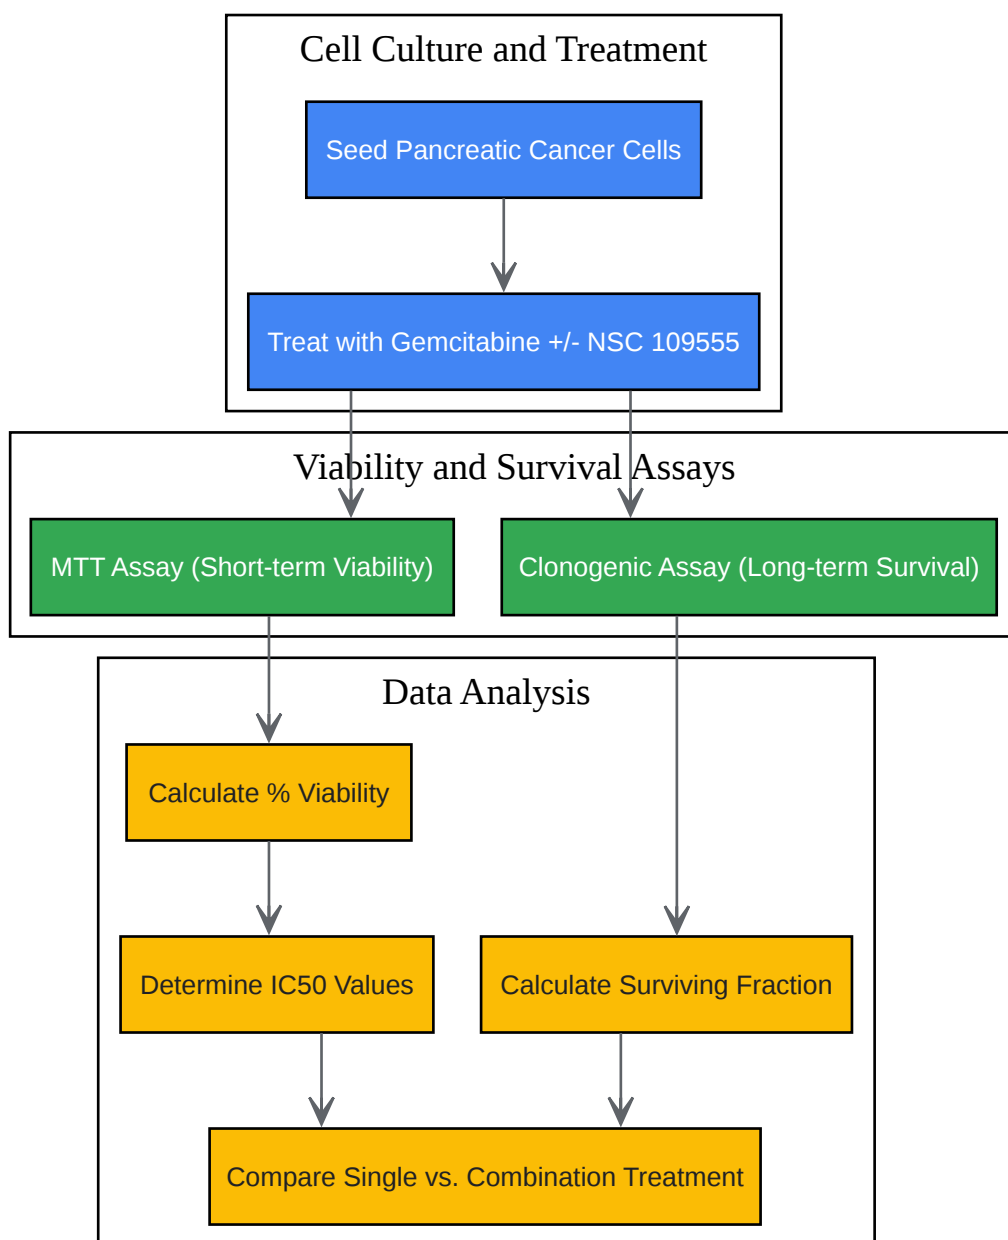 Cell Culture and Treatment
Seed Pancreatic Cancer Cells
Treat with Gemcitabine +/- NSC 109555
Viability and Survival Assays
MTT Assay (Short-term Viability)
Clonogenic Assay (Long-term Survival)
Data Analysis
Calculate % Viability
Determine IC50 Values
Calculate Surviving Fraction
Compare Single vs. Combination Treatment